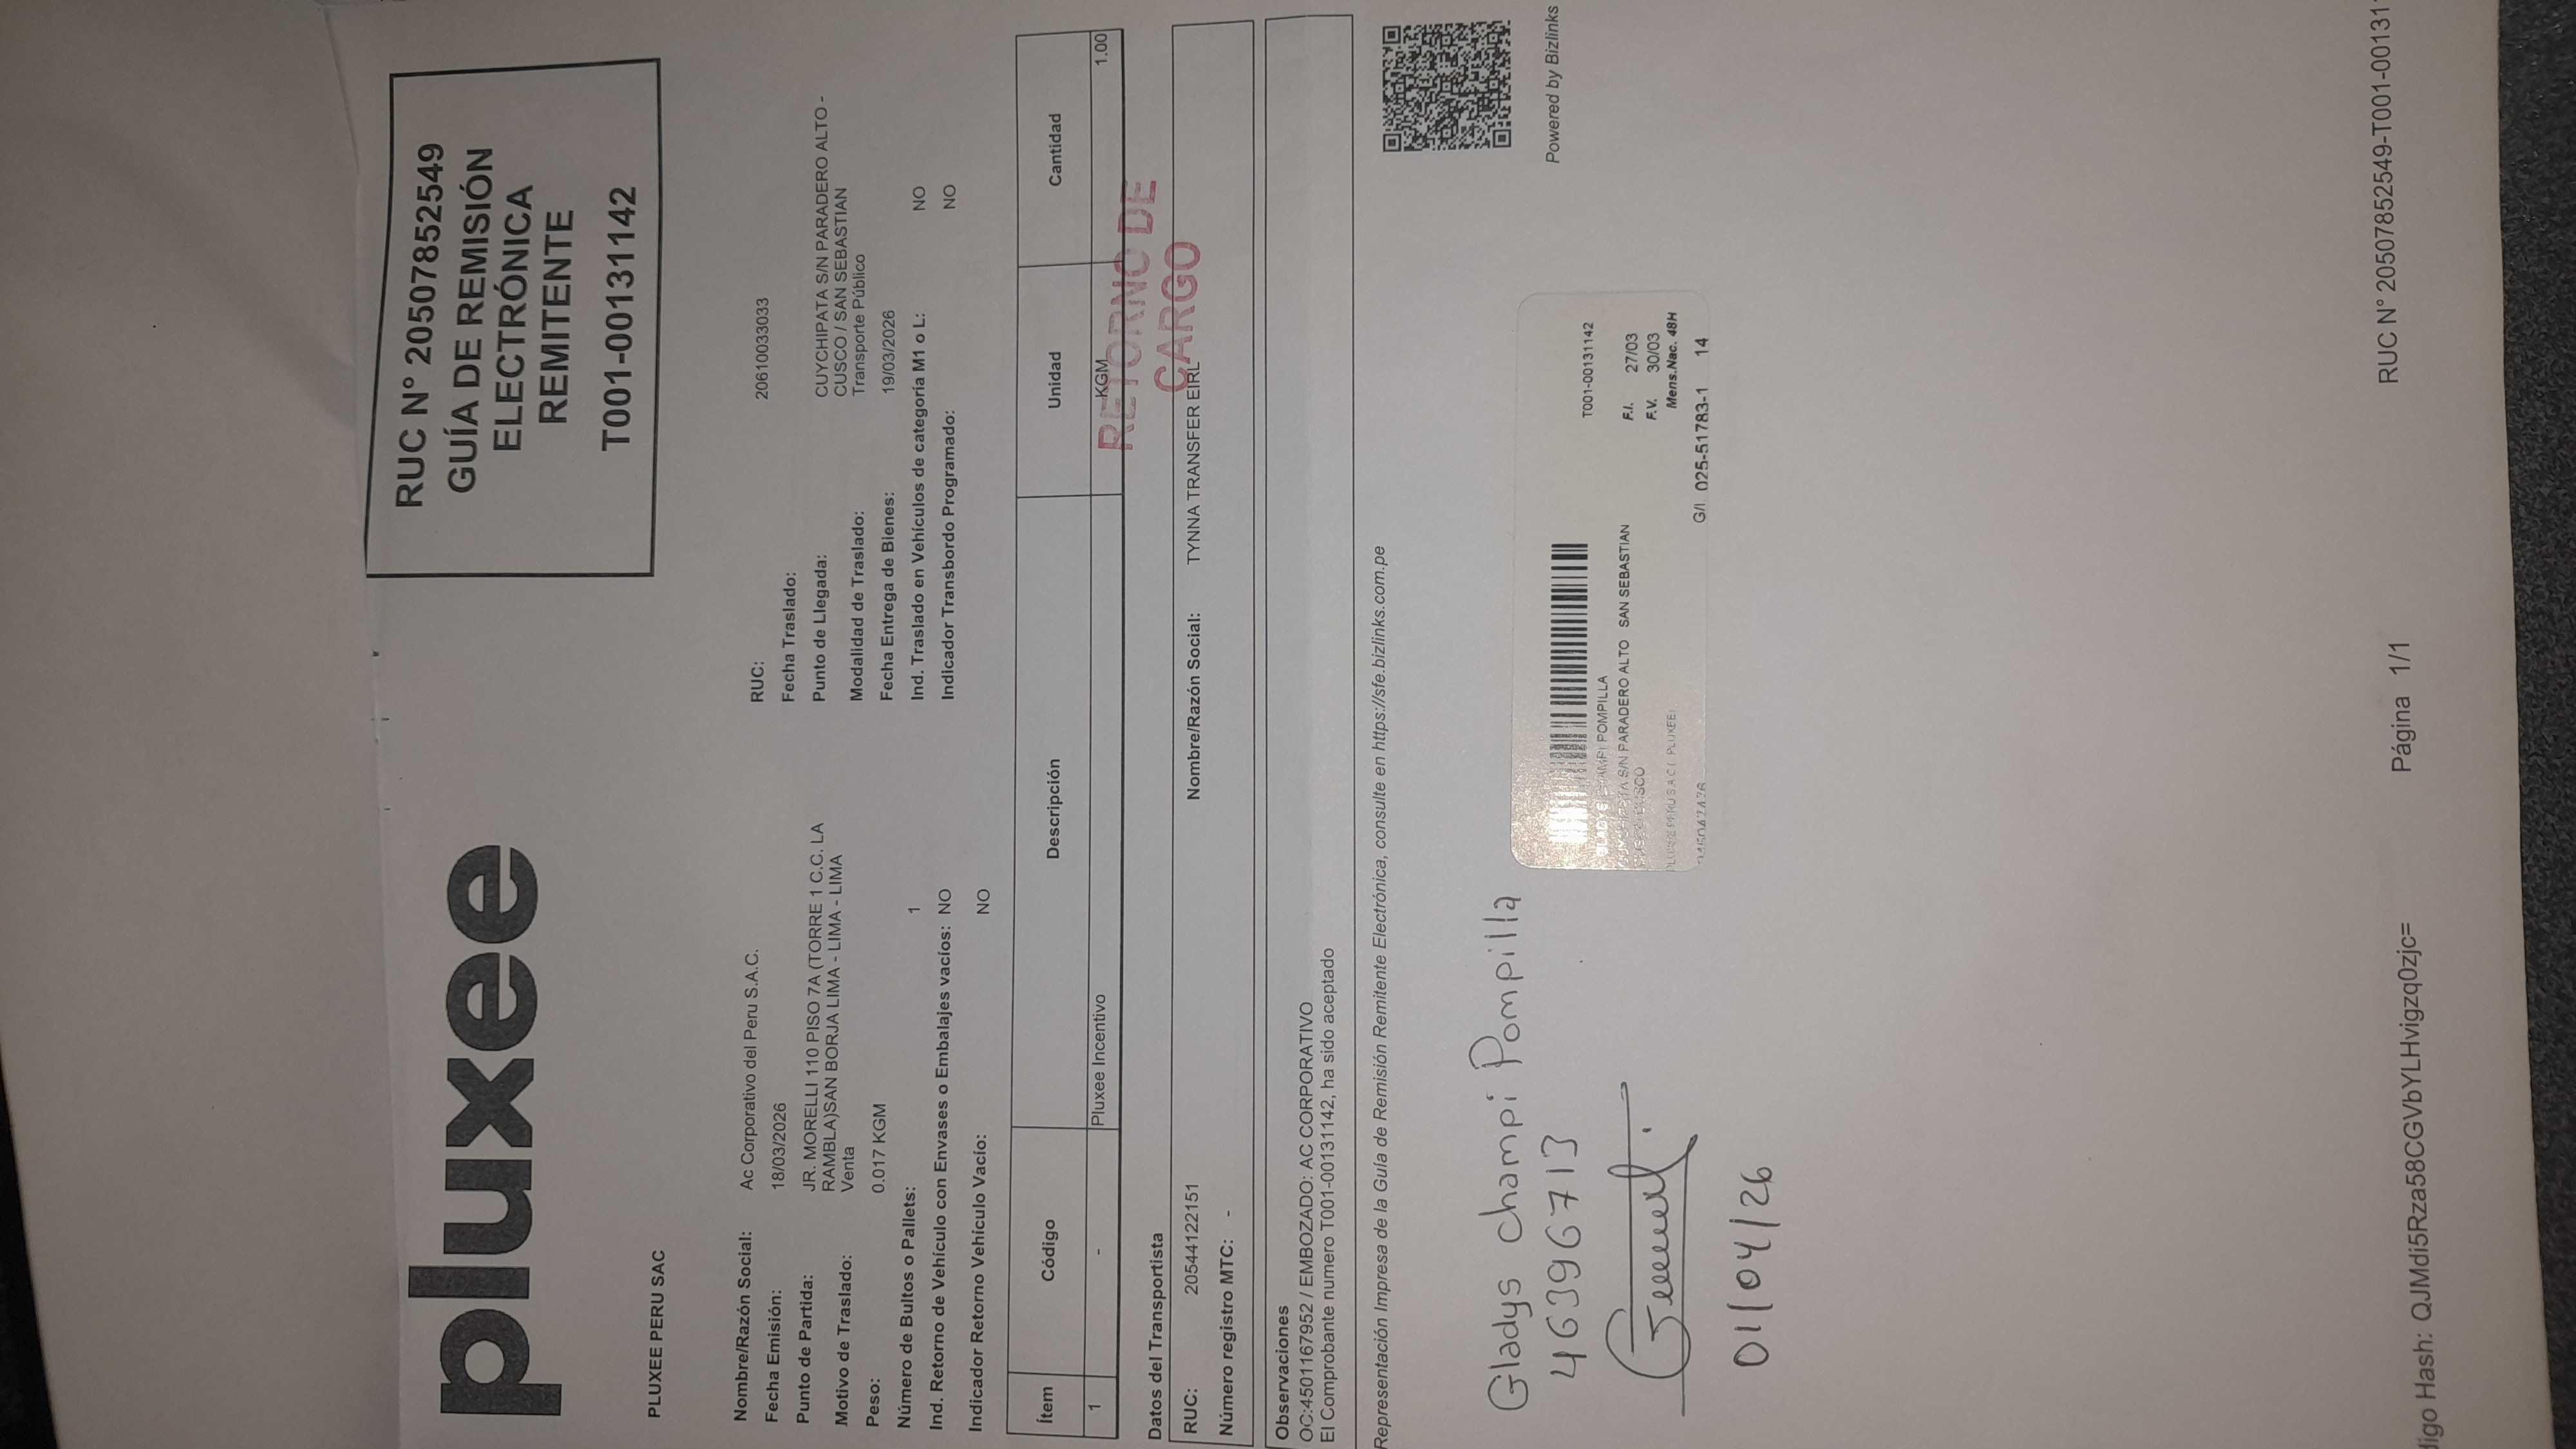 pluxee
RUC N° 20507852549
GUÍA DE REMISIÓN
ELECTRÓNICA
REMITENTE
T001-00131142
PLUXEE PERU SAC
Nombre/Razón Social: Ac Corporativo del Peru S.A.C.
RUC: 20610033033
Fecha Emisión: 18/03/2026
Fecha Traslado:
Punto de Partida: JR. MORELLI 110 PISO 7A (TORRE 1 C.C. LA
RAMBLA)SAN BORJA LIMA - LIMA - LIMA
Punto de Llegada: CUYCHIPATA S/N PARADERO ALTO -
CUSCO / SAN SEBASTIAN
Motivo de Traslado: Venta
Modalidad de Traslado: Transporte Público
Peso: 0.017 KGM
Fecha Entrega de Bienes: 19/03/2026
Número de Bultos o Pallets: 1
Ind. Traslado en Vehículos de categoría M1 o L: NO
Ind. Retorno de Vehículo con Envases o Embalajes vacíos: NO
Indicador Transbordo Programado: NO
Indicador Retorno Vehículo Vacío: NO
Ítem Código Descripción Unidad Cantidad
1 - Pluxee Incentivo KGM 1.00
RETORNO DE
CARGO
Datos del Transportista
RUC: 20544122151 Nombre/Razón Social: TYNNA TRANSFER EIRL
Número registro MTC: -
Observaciones
OC:4501167952 / EMBOZADO: AC CORPORATIVO
El Comprobante numero T001-00131142, ha sido aceptado
Representación Impresa de la Guía de Remisión Remitente Electrónica, consulte en https://sfe.bizlinks.com.pe
Powered by Bizlinks
Gladys champi Pompilla
46396713
01/04/26
T001-00131142
POMPILLA
S/N PARADERO ALTO SAN SEBASTIAN
F.I. 27/03
F.V. 30/03
Mens.Nac. 48H
G/I 025-51783-1 14
digo Hash: QJMdi5Rza58CGVbYLHvigzq0zjc=
Página 1/1
RUC N° 20507852549-T001-00131